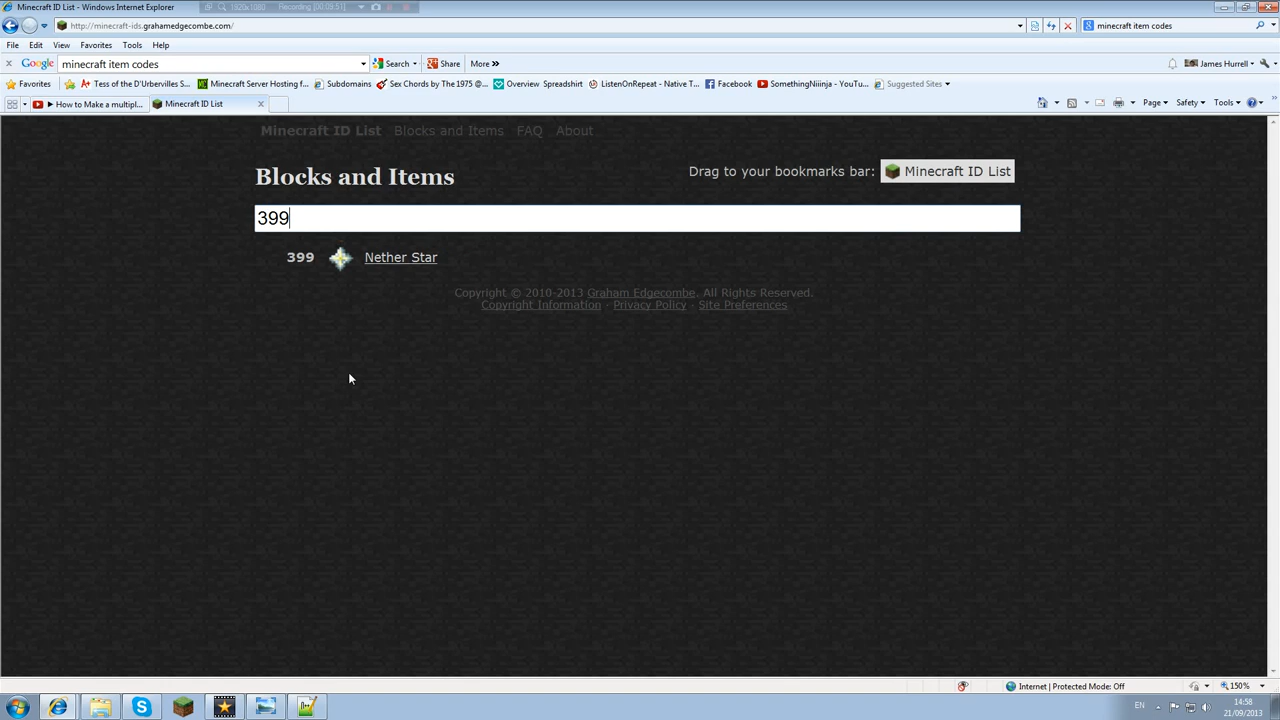 Minecraft ID List - Windows Internet Explorer
1920x1080 Recording [00:09:51]
http://minecraft-ids.grahamedgecombe.com/
minecraft item codes
File Edit View Favorites Tools Help
Google minecraft item codes Search Share More » James Hurrell
Favorites Tess of the D'Urbervilles S... Minecraft Server Hosting f... Subdomains Sex Chords by The 1975 @... Overview Spreadshirt ListenOnRepeat - Native T... Facebook SomethingNiiinja - YouTu... Suggested Sites
How to Make a multipl... Minecraft ID List Page Safety Tools
Minecraft ID List Blocks and Items FAQ About
Blocks and Items
Drag to your bookmarks bar: Minecraft ID List
399
399 Nether Star
Copyright © 2010-2013 Graham Edgecombe. All Rights Reserved.
Copyright Information - Privacy Policy - Site Preferences
Internet | Protected Mode: Off 150%
EN 14:58
21/09/2013